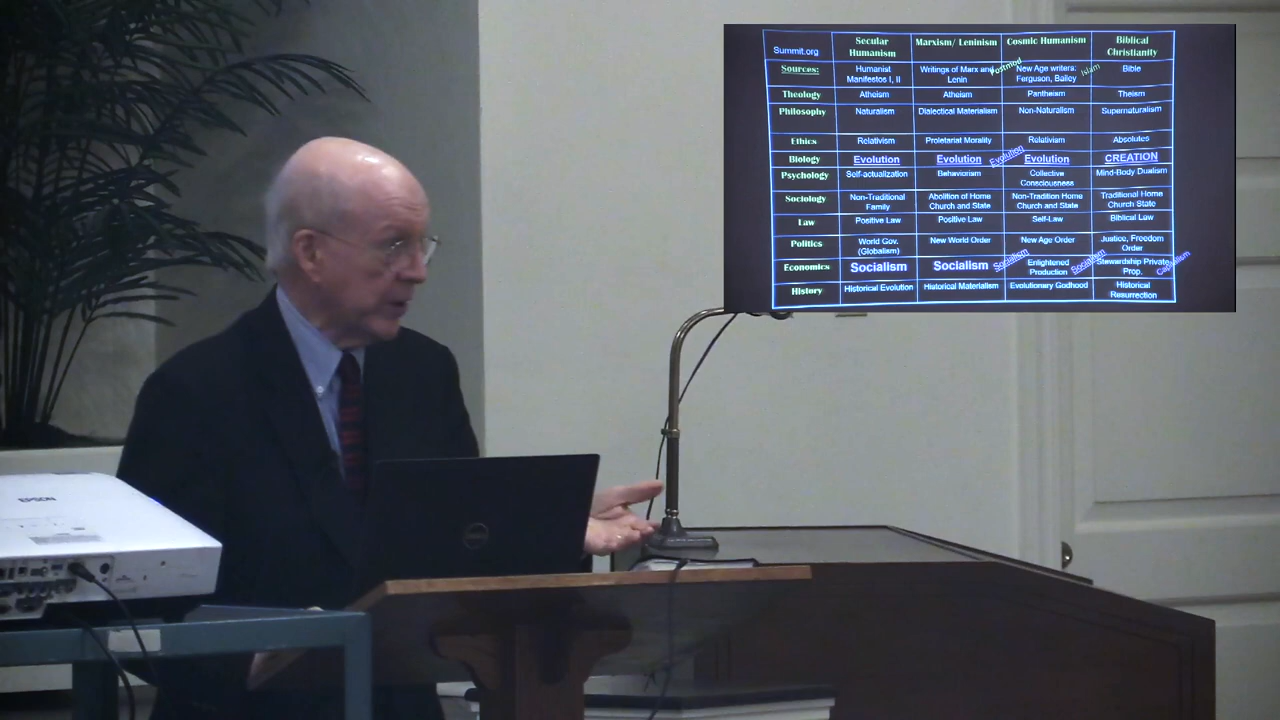 Summit.org
Secular Humanism
Marxism/ Leninism
Cosmic Humanism
Biblical Christianity
Sources:
Humanist Manifestos I, II
Writings of Marx and Lenin
Postmod
New Age writers: Ferguson, Bailey
Islam
Bible
Theology
Atheism
Atheism
Pantheism
Theism
Philosophy
Naturalism
Dialectical Materialism
Non-Naturalism
Supernaturalism
Ethics
Relativism
Proletariat Morality
Relativism
Absolutes
Biology
Evolution
Evolution
Evolution
Evolution
CREATION
Psychology
Self-actualization
Behaviorism
Collective Consciousness
Mind-Body Dualism
Sociology
Non-Traditional Family
Abolition of Home Church and State
Non-Tradition Home Church and State
Traditional Home Church State
Law
Positive Law
Positive Law
Self-Law
Biblical Law
Politics
World Gov. (Globalism)
New World Order
New Age Order
Justice, Freedom Order
Economics
Socialism
Socialism
Socialism
Enlightened Production
Socialism
Stewardship Private Prop.
Capitalism
History
Historical Evolution
Historical Materialism
Evolutionary Godhood
Historical Resurrection
EPSON
DELL